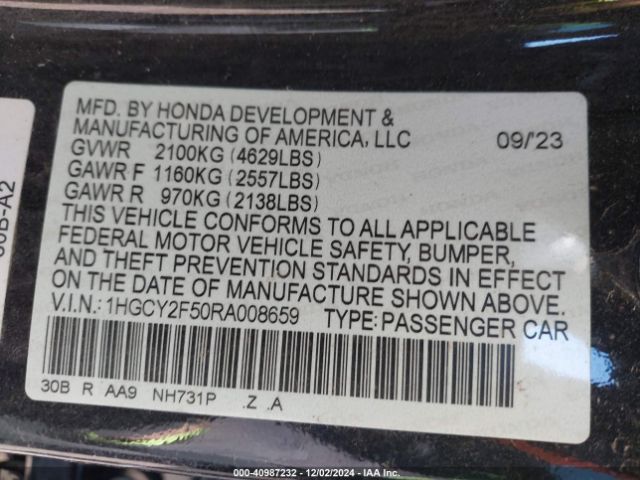 MFD. BY HONDA DEVELOPMENT &
MANUFACTURING OF AMERICA, LLC 09/23
GVWR 2100KG (4629LBS)
GAWR F 1160KG (2557LBS)
GAWR R 970KG (2138LBS)
THIS VEHICLE CONFORMS TO ALL APPLICABLE
FEDERAL MOTOR VEHICLE SAFETY, BUMPER,
AND THEFT PREVENTION STANDARDS IN EFFECT
ON THE DATE OF MANUFACTURE SHOWN ABOVE.
V.I.N.: 1HGCY2F50RA008659 TYPE: PASSENGER CAR
30B R AA9 NH731P .Z .A
000-40987232 - 12/02/2024 - IAA Inc.